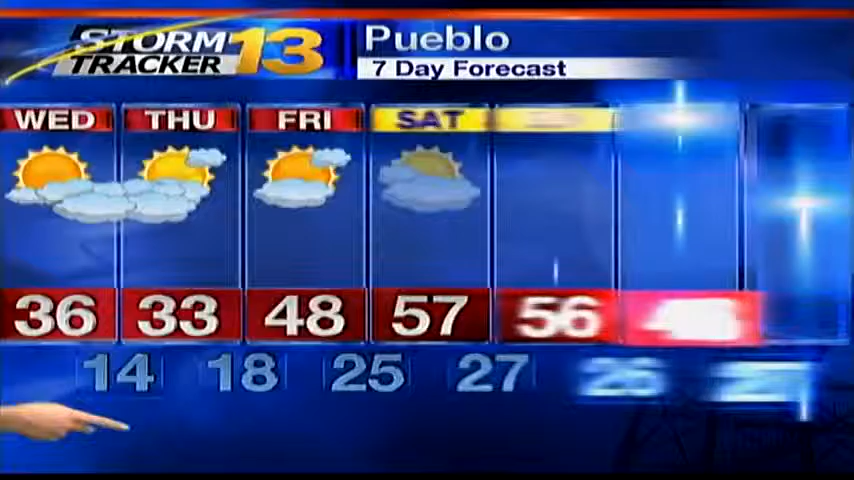 STORM TRACKER 13
Pueblo
7 Day Forecast
WED THU FRI SAT
36 33 48 57 56
14 18 25 27 26